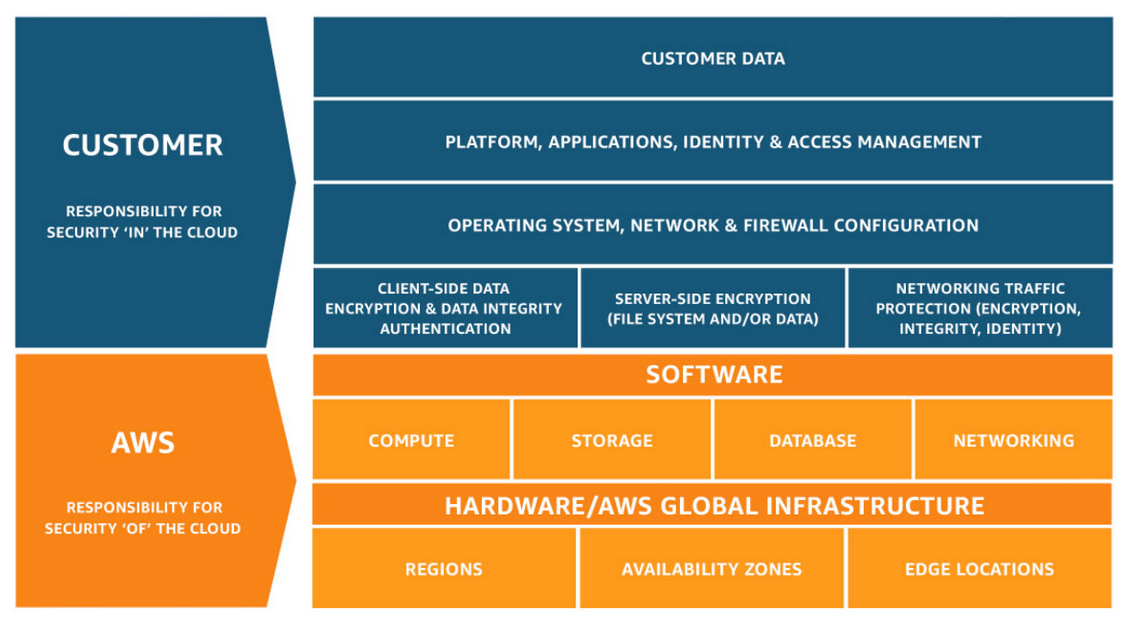 CUSTOMER
RESPONSIBILITY FOR
SECURITY ‘IN’ THE CLOUD
CUSTOMER DATA
PLATFORM, APPLICATIONS, IDENTITY & ACCESS MANAGEMENT
OPERATING SYSTEM, NETWORK & FIREWALL CONFIGURATION
CLIENT-SIDE DATA
ENCRYPTION & DATA INTEGRITY
AUTHENTICATION
SERVER-SIDE ENCRYPTION
(FILE SYSTEM AND/OR DATA)
NETWORKING TRAFFIC
PROTECTION (ENCRYPTION,
INTEGRITY, IDENTITY)
AWS
RESPONSIBILITY FOR
SECURITY ‘OF’ THE CLOUD
SOFTWARE
COMPUTE
STORAGE
DATABASE
NETWORKING
HARDWARE/AWS GLOBAL INFRASTRUCTURE
REGIONS
AVAILABILITY ZONES
EDGE LOCATIONS